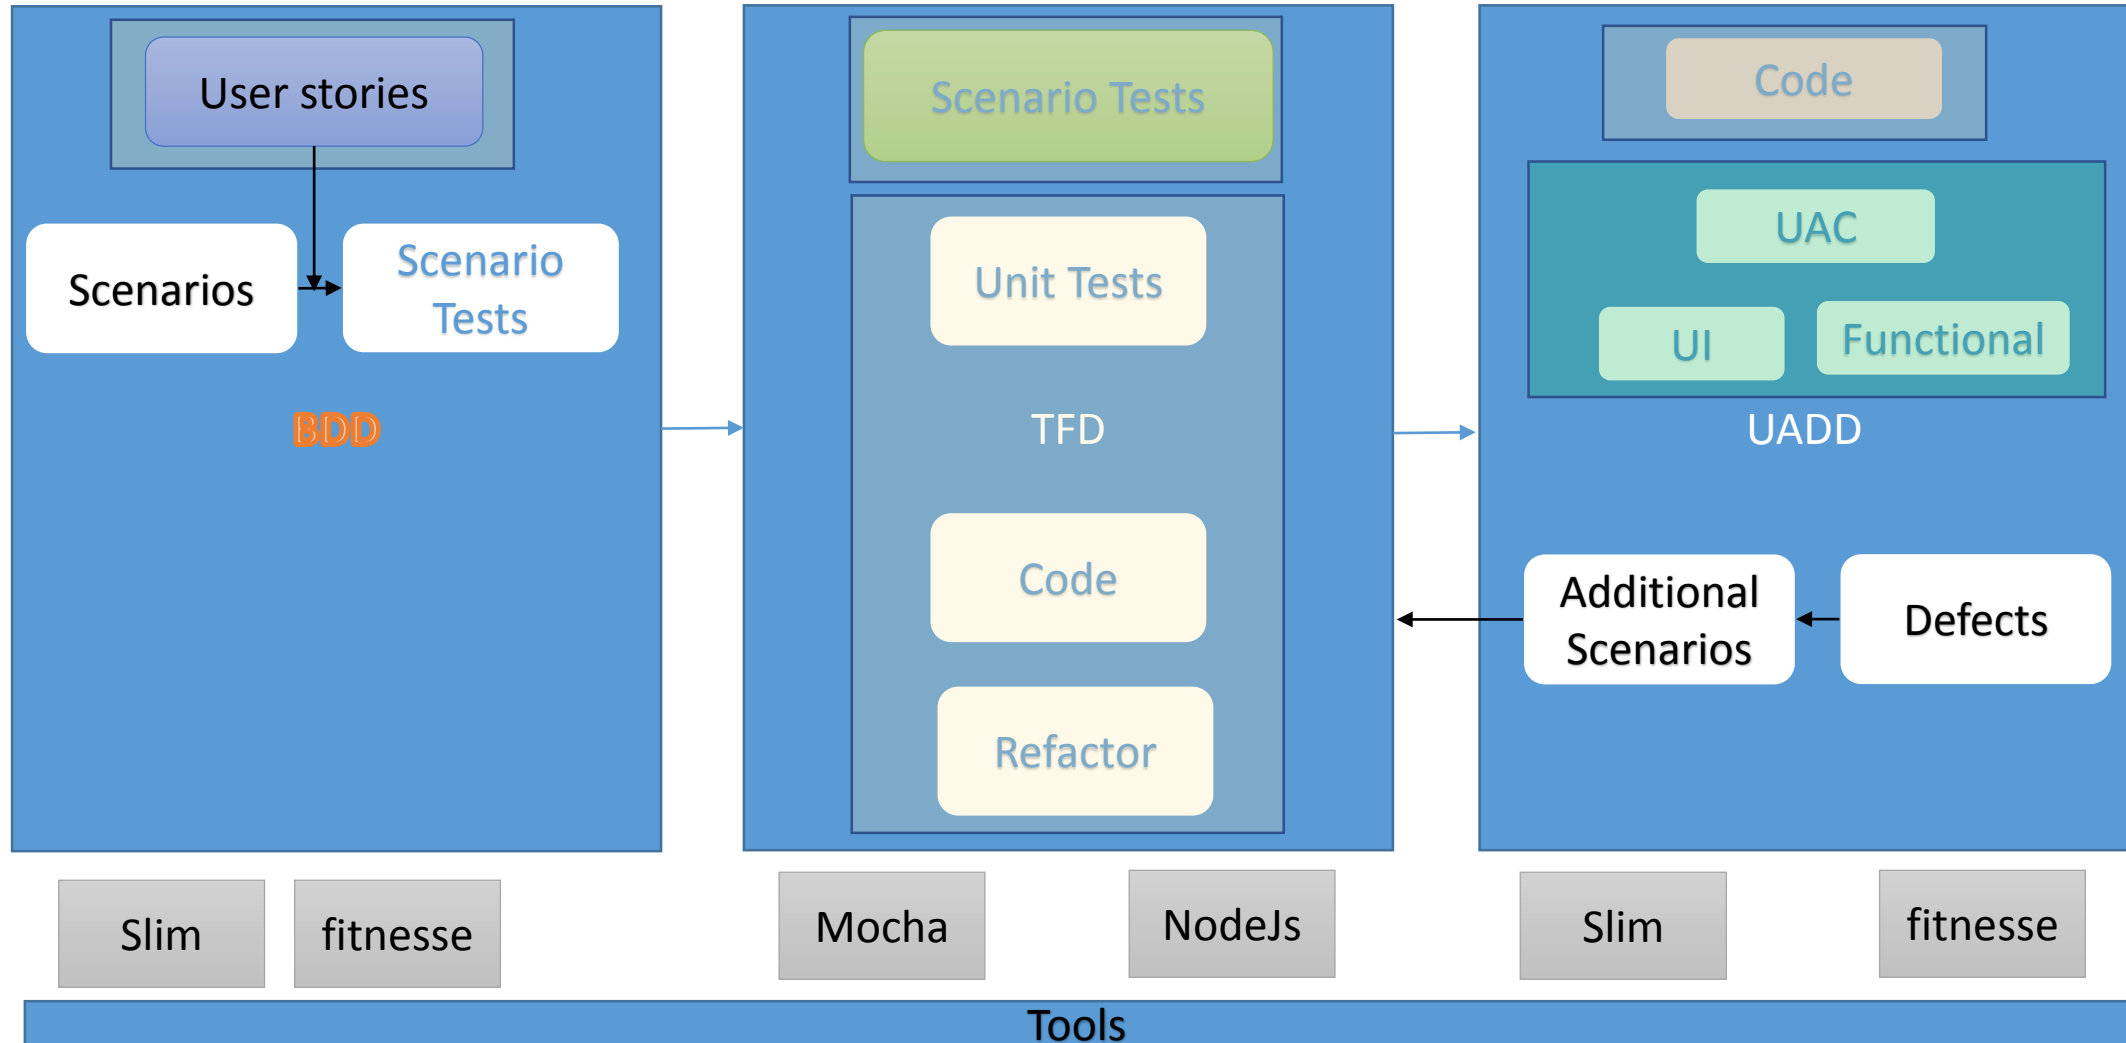 User stories
Scenarios
Scenario
Tests
BDD
Scenario Tests
Unit Tests
TFD
Code
Refactor
Code
UAC
UI
Functional
UADD
Additional
Scenarios
Defects
Slim
fitnesse
Mocha
NodeJs
Slim
fitnesse
Tools